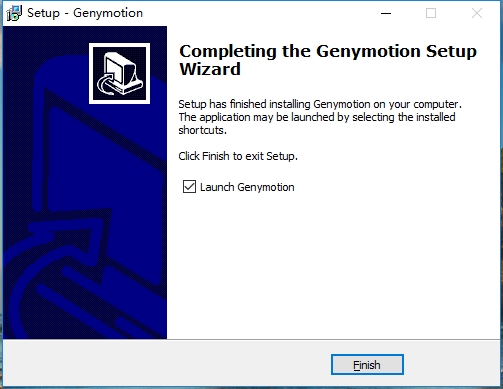 Setup - Genymotion
Completing the Genymotion Setup
Wizard
Setup has finished installing Genymotion on your computer.
The application may be launched by selecting the installed
shortcuts.
Click Finish to exit Setup.
Launch Genymotion
Finish